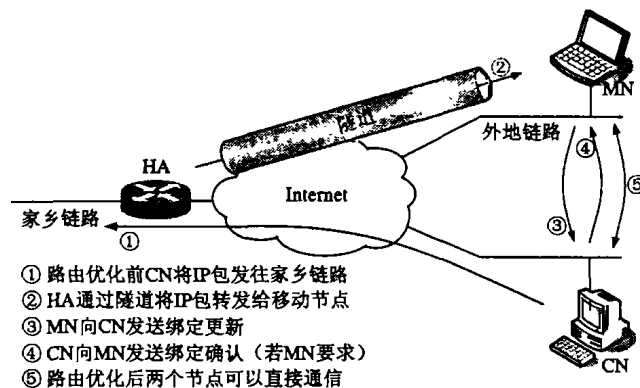 ②
MN
隧道
外地链路
HA
④
Internet
⑤
家乡链路
③
①
① 路由优化前CN将IP包发往家乡链路
② HA通过隧道将IP包转发给移动节点
③ MN向CN发送绑定更新
④ CN向MN发送绑定确认（若MN要求）
⑤ 路由优化后两个节点可以直接通信
CN